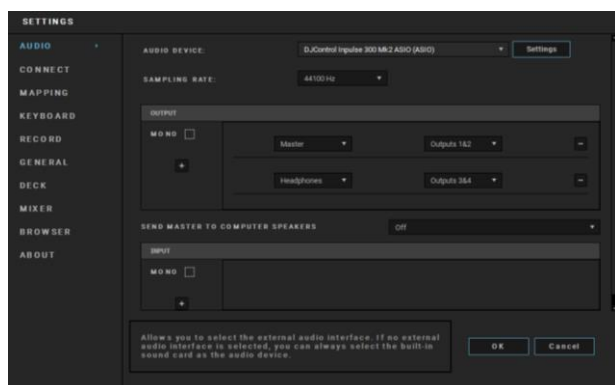 SETTINGS
AUDIO
CONNECT
MAPPING
KEYBOARD
RECORD
GENERAL
DECK
MIXER
BROWSER
ABOUT
AUDIO DEVICE: DJControl Inpulse 300 Mk2 ASIO (ASIO) Settings
SAMPLING RATE: 44100 Hz
OUTPUT
MONO
+
Master Outputs 1&2 -
Headphones Outputs 3&4 -
SEND MASTER TO COMPUTER SPEAKERS Off
INPUT
MONO
+
Allows you to select the external audio interface. If no external
audio interface is selected, you can always select the built-in
sound card as the audio device.
OK Cancel